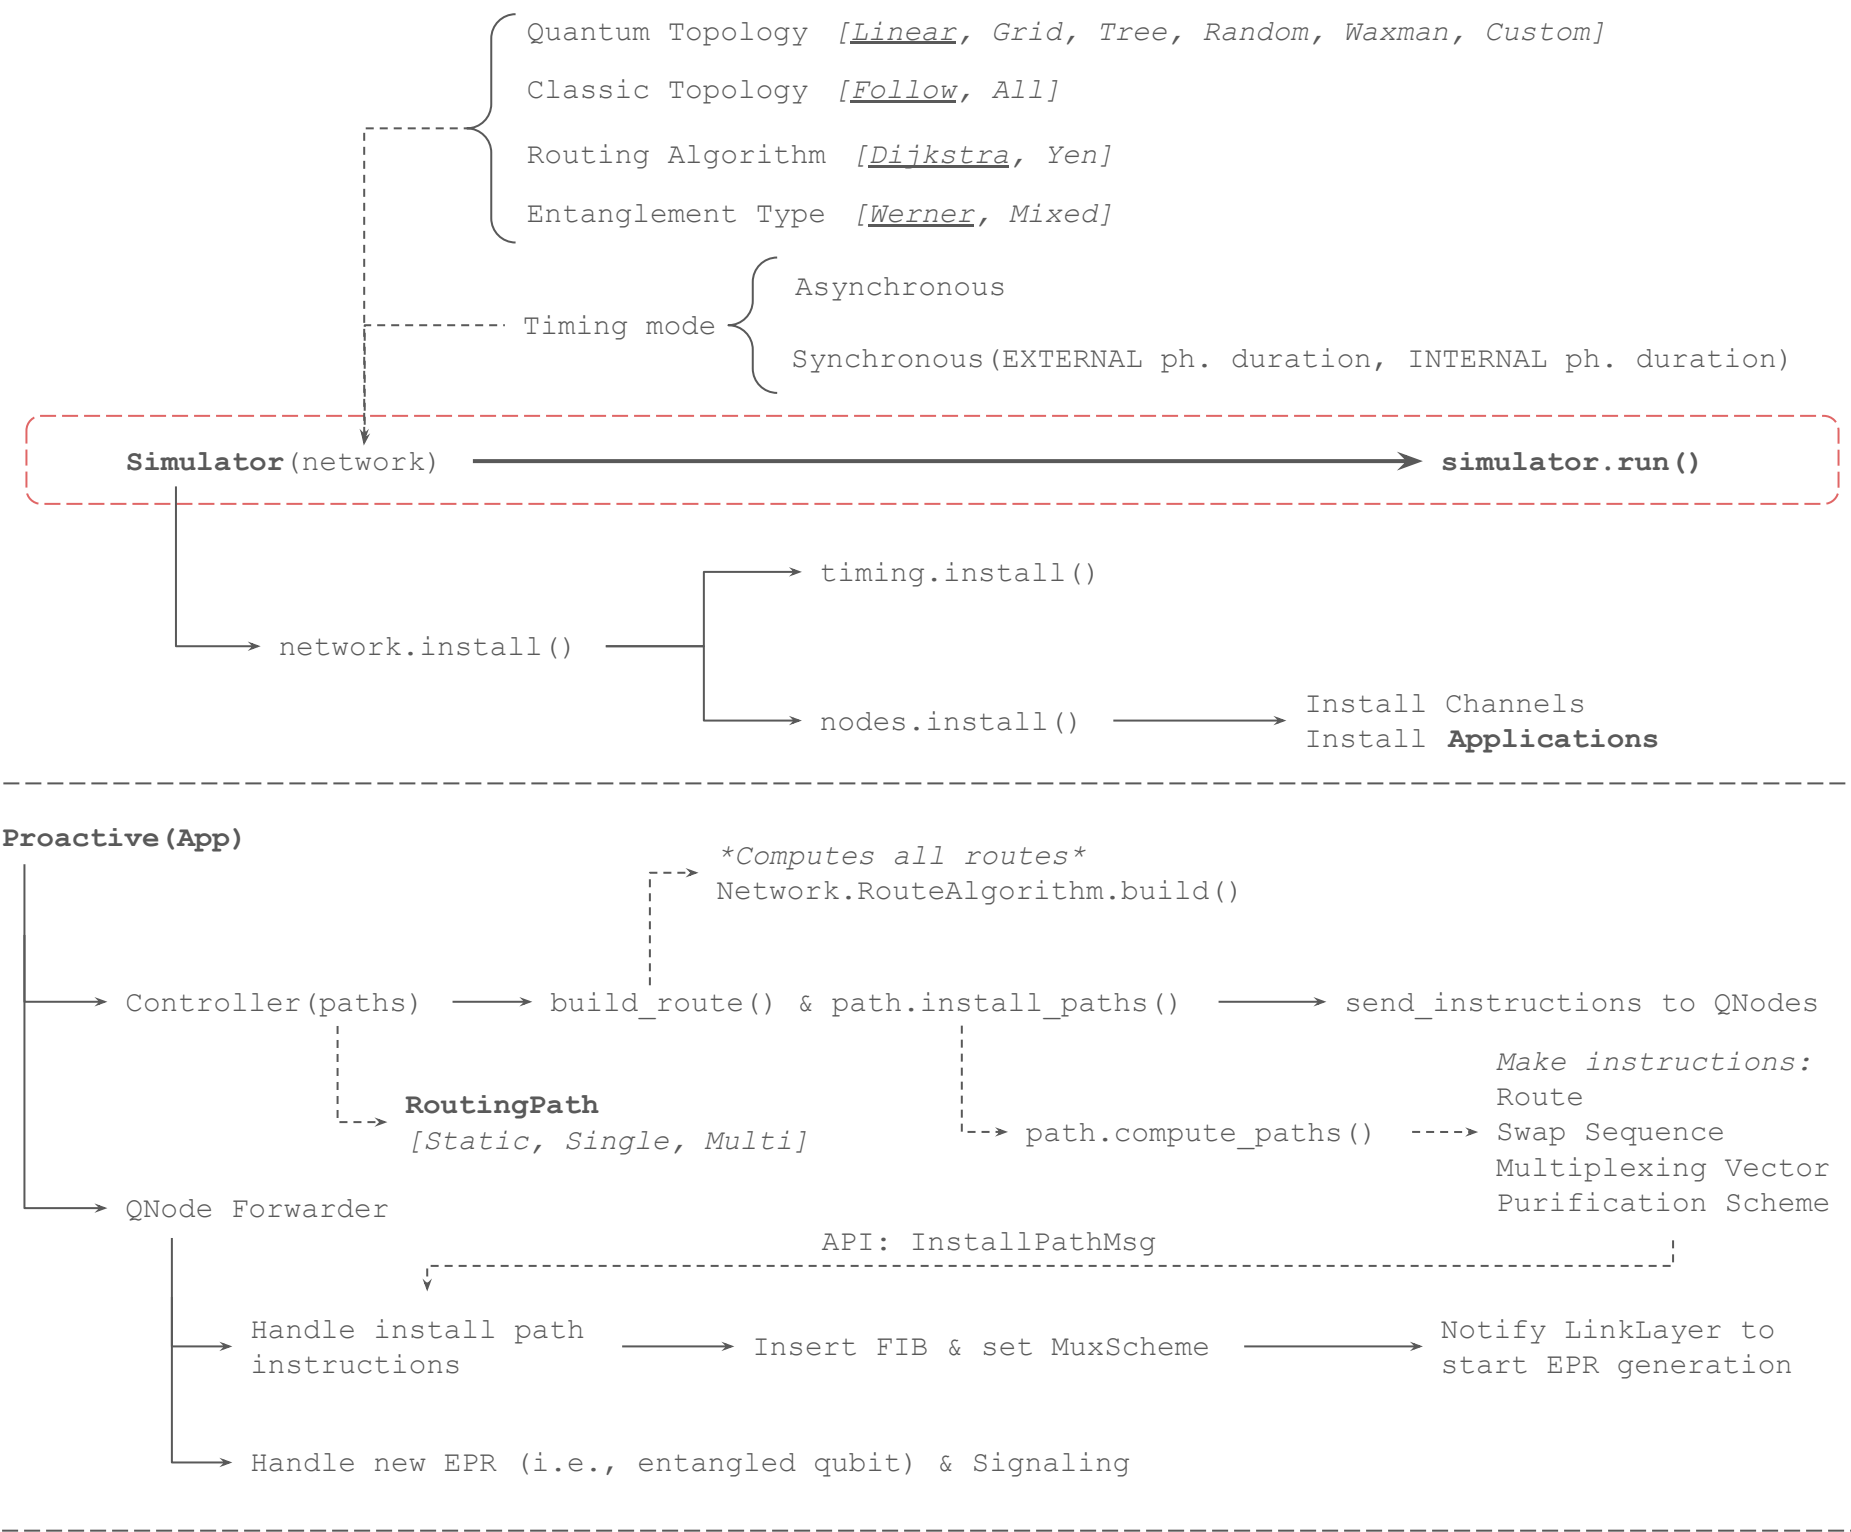 Quantum Topology [Linear, Grid, Tree, Random, Waxman, Custom]
Classic Topology [Follow, All]
Routing Algorithm [Dijkstra, Yen]
Entanglement Type [Werner, Mixed]
Asynchronous
Timing mode
Synchronous(EXTERNAL ph. duration, INTERNAL ph. duration)
Simulator(network)
simulator.run()
timing.install()
network.install()
nodes.install()
Install Channels
Install Applications
Proactive(App)
*Computes all routes*
Network.RouteAlgorithm.build()
Controller(paths)
build_route() & path.install_paths()
send_instructions to QNodes
RoutingPath
[Static, Single, Multi]
path.compute_paths()
Make instructions:
Route
Swap Sequence
Multiplexing Vector
Purification Scheme
QNode Forwarder
API: InstallPathMsg
Handle install path
instructions
Insert FIB & set MuxScheme
Notify LinkLayer to
start EPR generation
Handle new EPR (i.e., entangled qubit) & Signaling